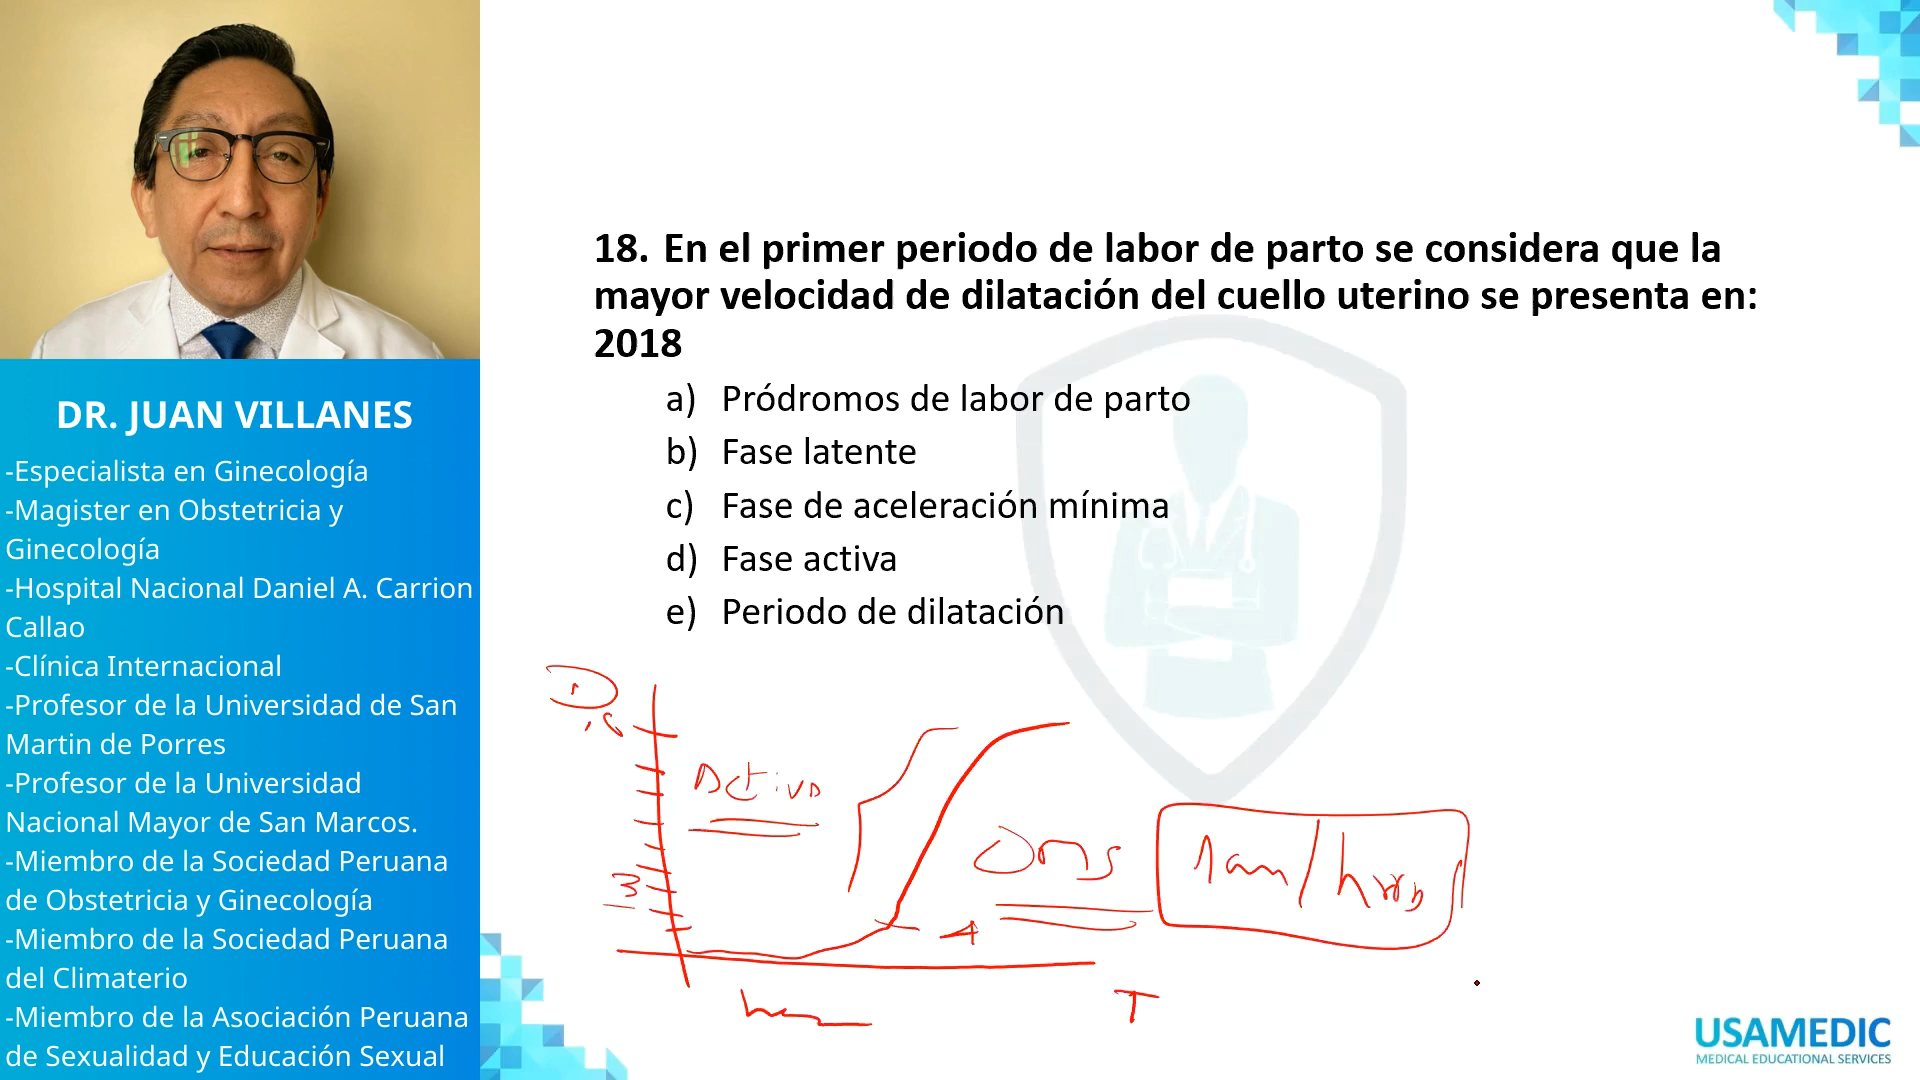 DR. JUAN VILLANES
-Especialista en Ginecología
-Magister en Obstetricia y
Ginecología
-Hospital Nacional Daniel A. Carrion
Callao
-Clínica Internacional
-Profesor de la Universidad de San
Martin de Porres
-Profesor de la Universidad
Nacional Mayor de San Marcos.
-Miembro de la Sociedad Peruana
de Obstetricia y Ginecología
-Miembro de la Sociedad Peruana
del Climaterio
-Miembro de la Asociación Peruana
de Sexualidad y Educación Sexual
18. En el primer periodo de labor de parto se considera que la
mayor velocidad de dilatación del cuello uterino se presenta en:
2018
a) Pródromos de labor de parto
b) Fase latente
c) Fase de aceleración mínima
d) Fase activa
e) Periodo de dilatación
D
10
Activa
3
4
OMS
1cm/hora
T
USAMEDIC
MEDICAL EDUCATIONAL SERVICES